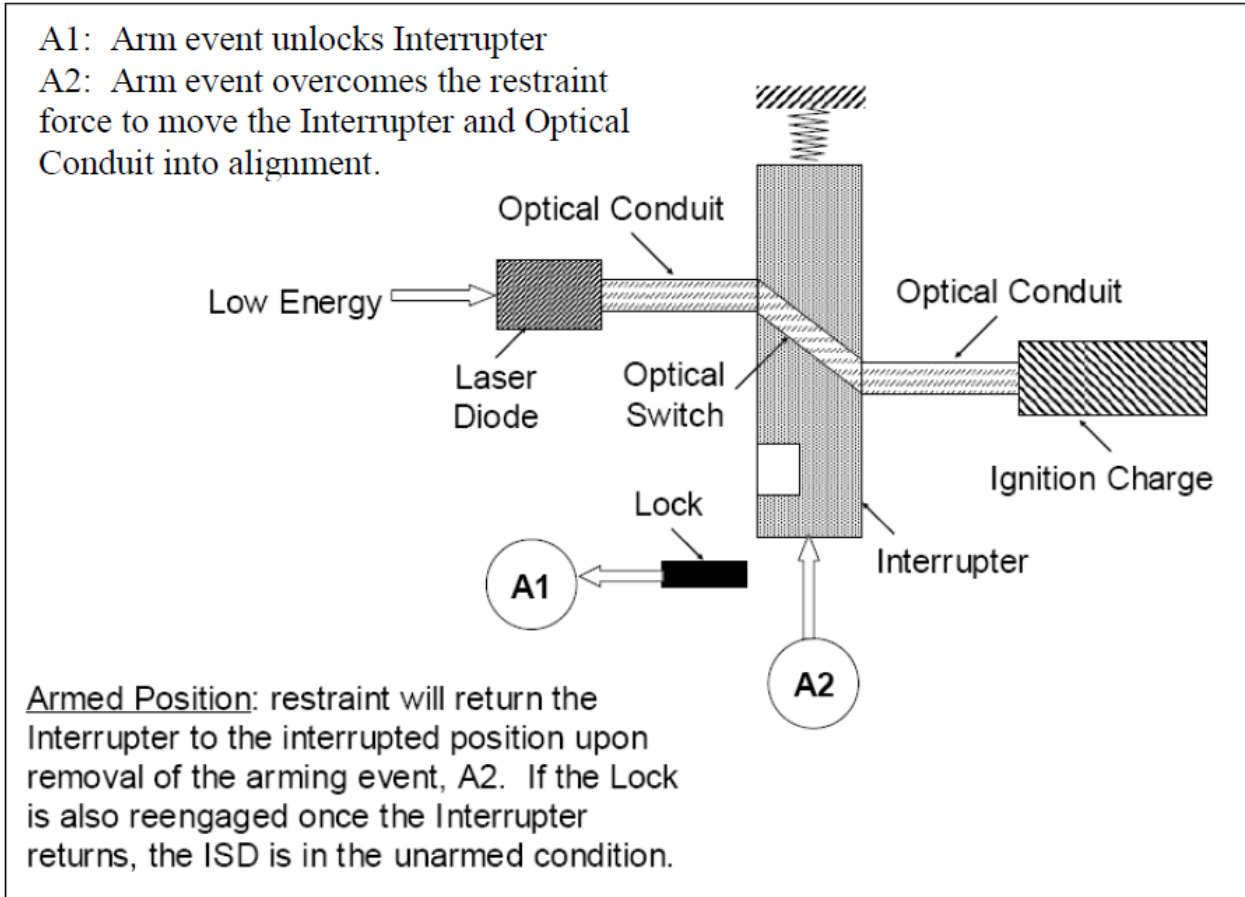 A1: Arm event unlocks Interrupter
A2: Arm event overcomes the restraint
force to move the Interrupter and Optical
Conduit into alignment.
Optical Conduit
Low Energy
Optical Conduit
Laser
Diode
Optical
Switch
Ignition Charge
Lock
Interrupter
A1
A2
Armed Position: restraint will return the
Interrupter to the interrupted position upon
removal of the arming event, A2. If the Lock
is also reengaged once the Interrupter
returns, the ISD is in the unarmed condition.